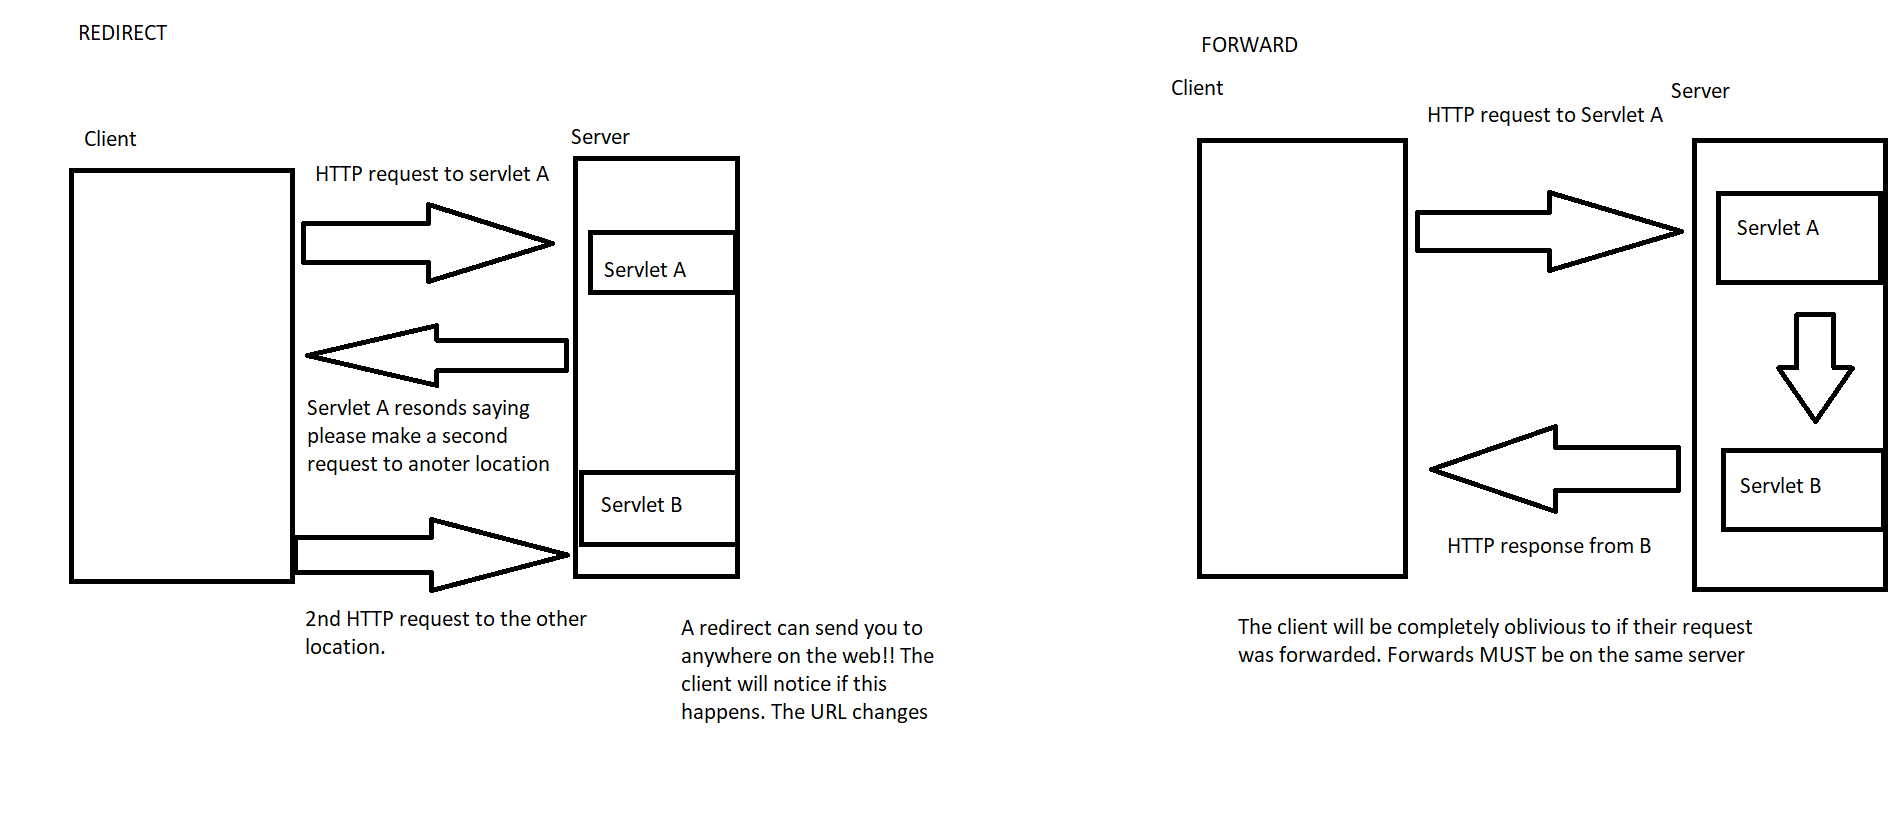 REDIRECT
Client
Server
HTTP request to servlet A
Servlet A
Servlet A resonds saying
please make a second
request to anoter location
Servlet B
2nd HTTP request to the other
location.
A redirect can send you to
anywhere on the web!! The
client will notice if this
happens. The URL changes
FORWARD
Client
Server
HTTP request to Servlet A
Servlet A
Servlet B
HTTP response from B
The client will be completely oblivious to if their request
was forwarded. Forwards MUST be on the same server